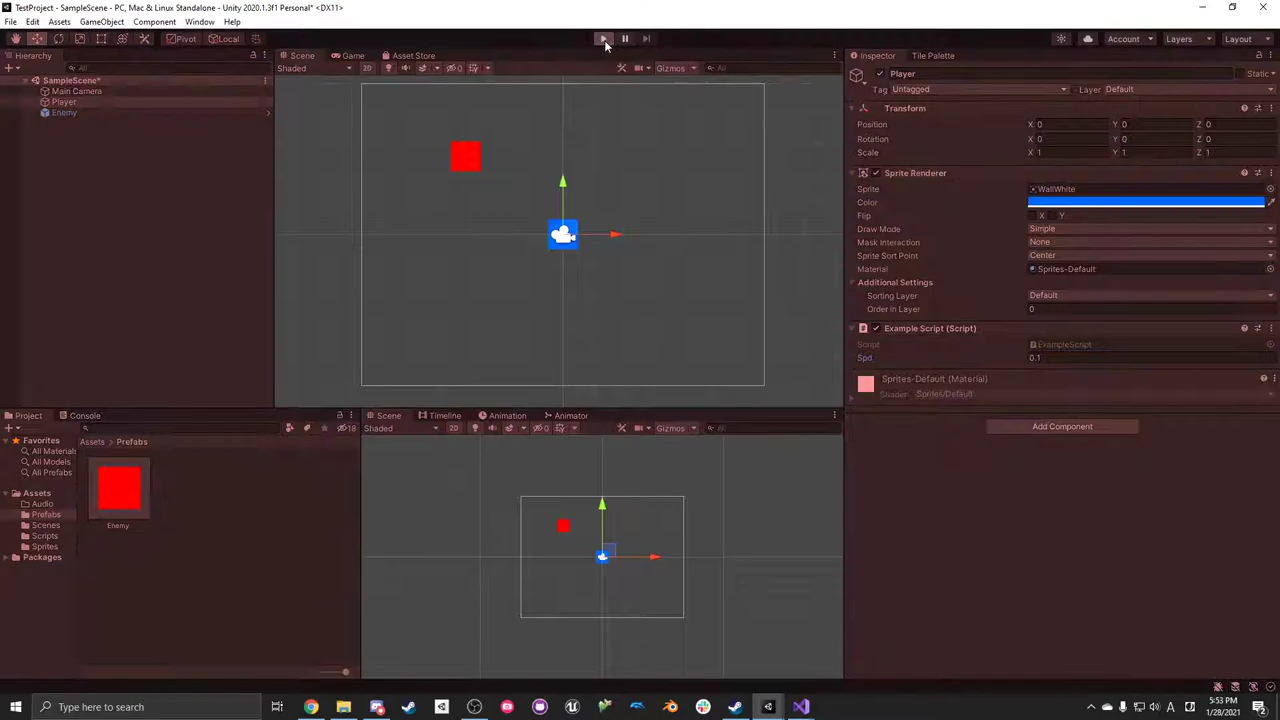 TestProject - SampleScene - PC, Mac & Linux Standalone - Unity 2020.1.3f1 Personal* <DX11>
File Edit Assets GameObject Component Window Help
Pivot Local Account Layers Layout
Hierarchy
All
SampleScene*
Main Camera
Player
Enemy
Scene Game Asset Store
Shaded 2D 0 Gizmos All
Inspector Tile Palette
Player Static
Tag Untagged Layer Default
Transform
Position X 0 Y 0 Z 0
Rotation X 0 Y 0 Z 0
Scale X 1 Y 1 Z 1
Sprite Renderer
Sprite WallWhite
Color
Flip X Y
Draw Mode Simple
Mask Interaction None
Sprite Sort Point Center
Material Sprites-Default
Additional Settings
Sorting Layer Default
Order in Layer 0
Example Script (Script)
Script ExampleScript
Spd 0.1
Sprites-Default (Material)
Shader Sprites/Default
Add Component
Project Console
18
Favorites
All Materials
All Models
All Prefabs
Assets
Audio
Prefabs
Scenes
Scripts
Sprites
Packages
Assets > Prefabs
Enemy
Scene Timeline Animation Animator
Shaded 2D 0 Gizmos All
Type here to search
5:53 PM
1/28/2021